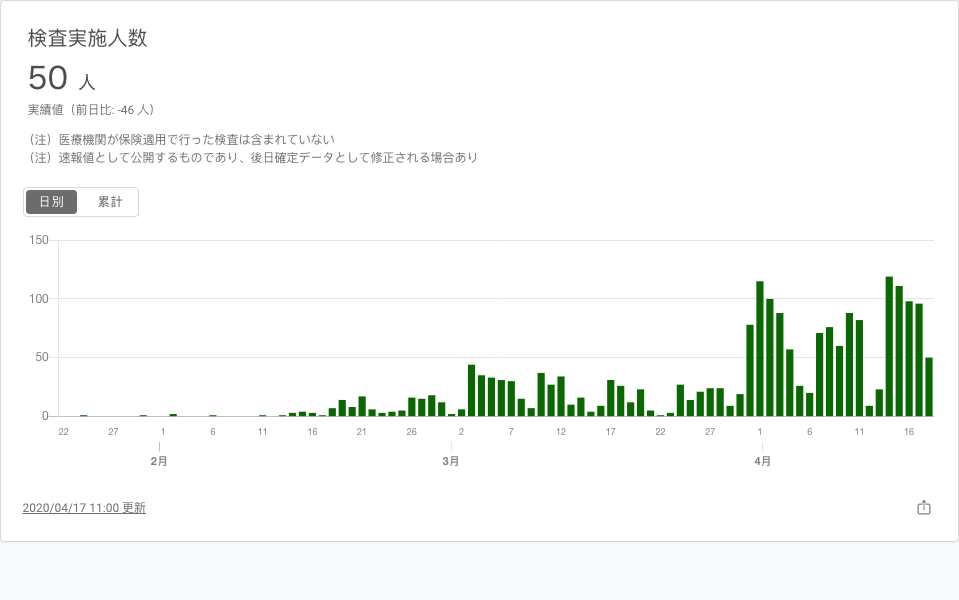 検査実施人数
50 人
実績値（前日比: -46 人）
（注）医療機関が保険適用で行った検査は含まれていない
（注）速報値として公開するものであり、後日確定データとして修正される場合あり
日別 累計
150
100
50
0
22 27 1 6 11 16 21 26 2 7 12 17 22 27 1 6 11 16
2月 3月 4月
2020/04/17 11:00 更新